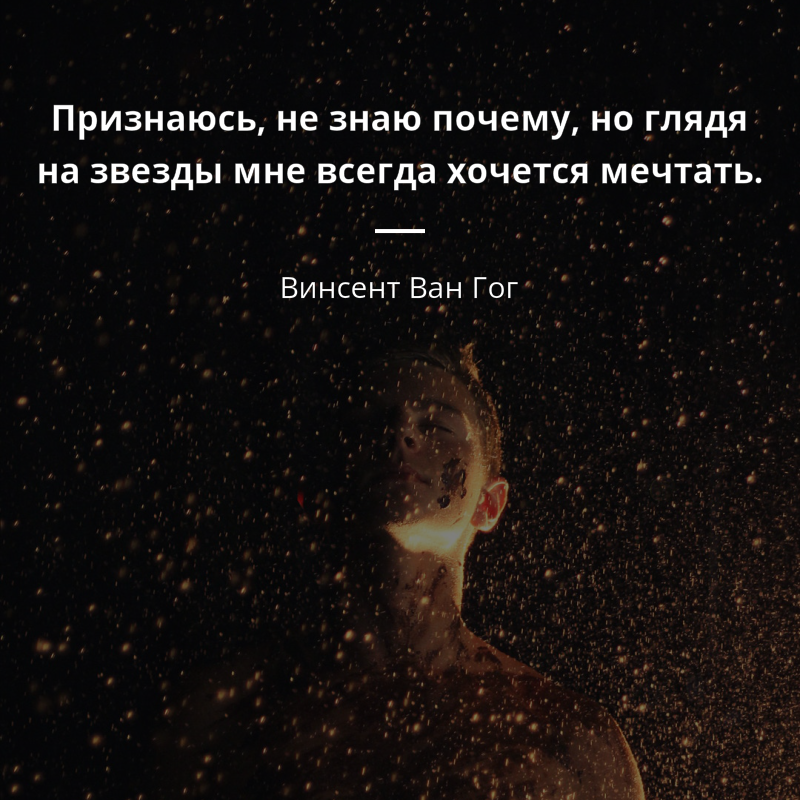 Признаюсь, не знаю почему, но глядя
на звезды мне всегда хочется мечтать.
Винсент Ван Гог